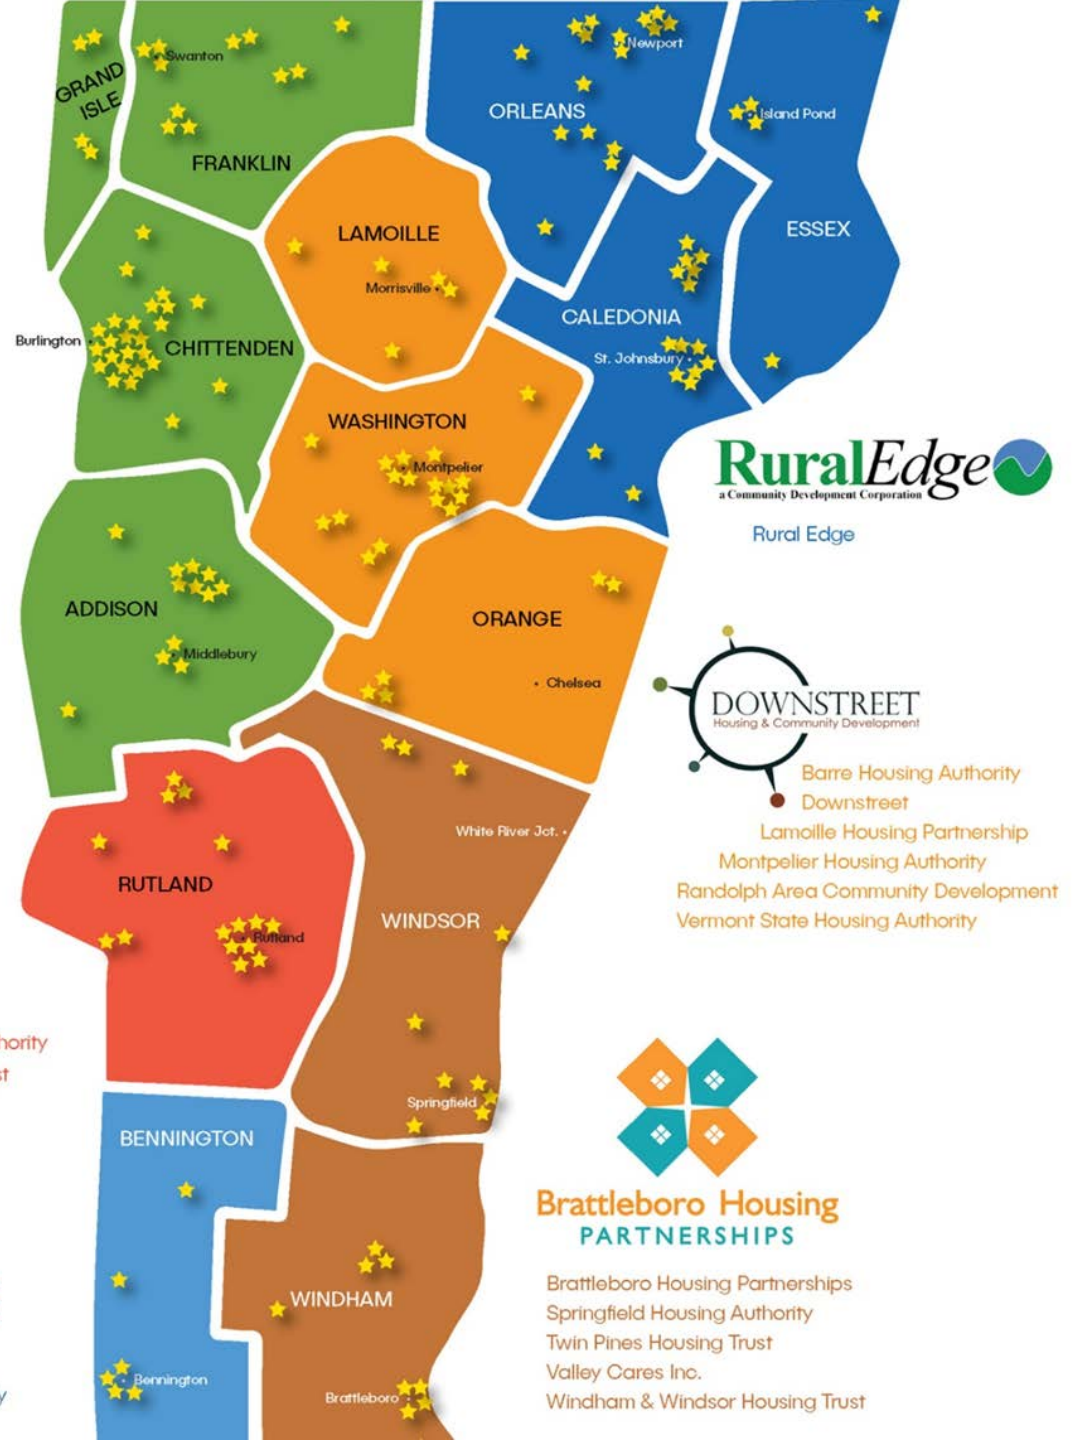 GRAND
ISLE
Swanton
FRANKLIN
Newport
ORLEANS
Island Pond
ESSEX
LAMOILLE
Morrisville
CALEDONIA
St. Johnsbury
Burlington
CHITTENDEN
WASHINGTON
Montpelier
RuralEdge
a Community Development Corporation
Rural Edge
ADDISON
Middlebury
ORANGE
Chelsea
DOWNSTREET
Housing & Community Development
Barre Housing Authority
Downstreet
Lamoille Housing Partnership
Montpelier Housing Authority
Randolph Area Community Development
Vermont State Housing Authority
White River Jct.
RUTLAND
Rutland
WINDSOR
hority
st
Springfield
BENNINGTON
Brattleboro Housing
PARTNERSHIPS
Brattleboro Housing Partnerships
Springfield Housing Authority
Twin Pines Housing Trust
Valley Cares Inc.
Windham & Windsor Housing Trust
WINDHAM
Bennington
Brattleboro
y